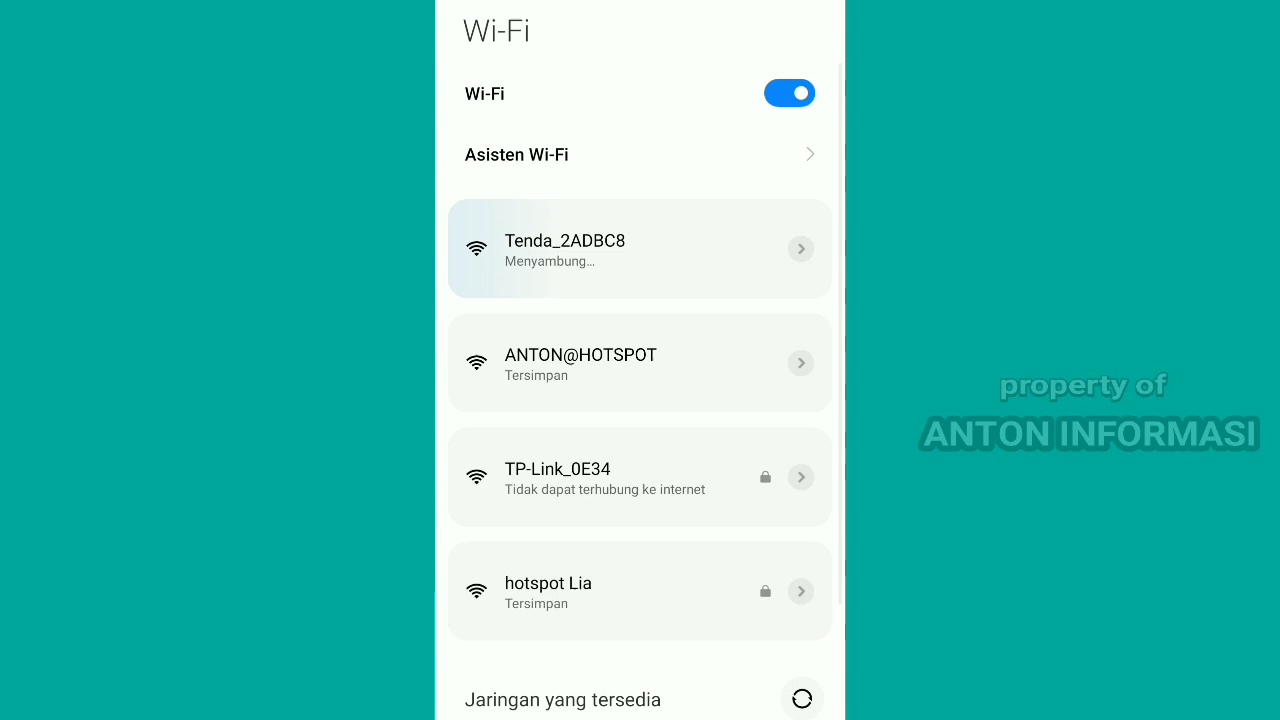 Wi-Fi
Wi-Fi
Asisten Wi-Fi
Tenda_2ADBC8
Menyambung...
ANTON@HOTSPOT
Tersimpan
TP-Link_0E34
Tidak dapat terhubung ke internet
hotspot Lia
Tersimpan
Jaringan yang tersedia
property of
ANTON INFORMASI